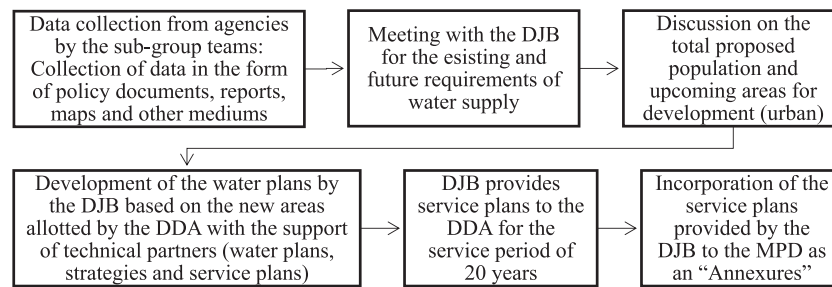 Data collection from agencies
by the sub-group teams:
Collection of data in the form
of policy documents, reports,
maps and other mediums
Meeting with the DJB
for the esisting and
future requirements of
water supply
Discussion on the
total proposed
population and
upcoming areas for
development (urban)
Development of the water plans by
the DJB based on the new areas
allotted by the DDA with the support
of technical partners (water plans,
strategies and service plans)
DJB provides
service plans to the
DDA for the
service period of
20 years
Incorporation of the
service plans
provided by the
DJB to the MPD as
an “Annexures”